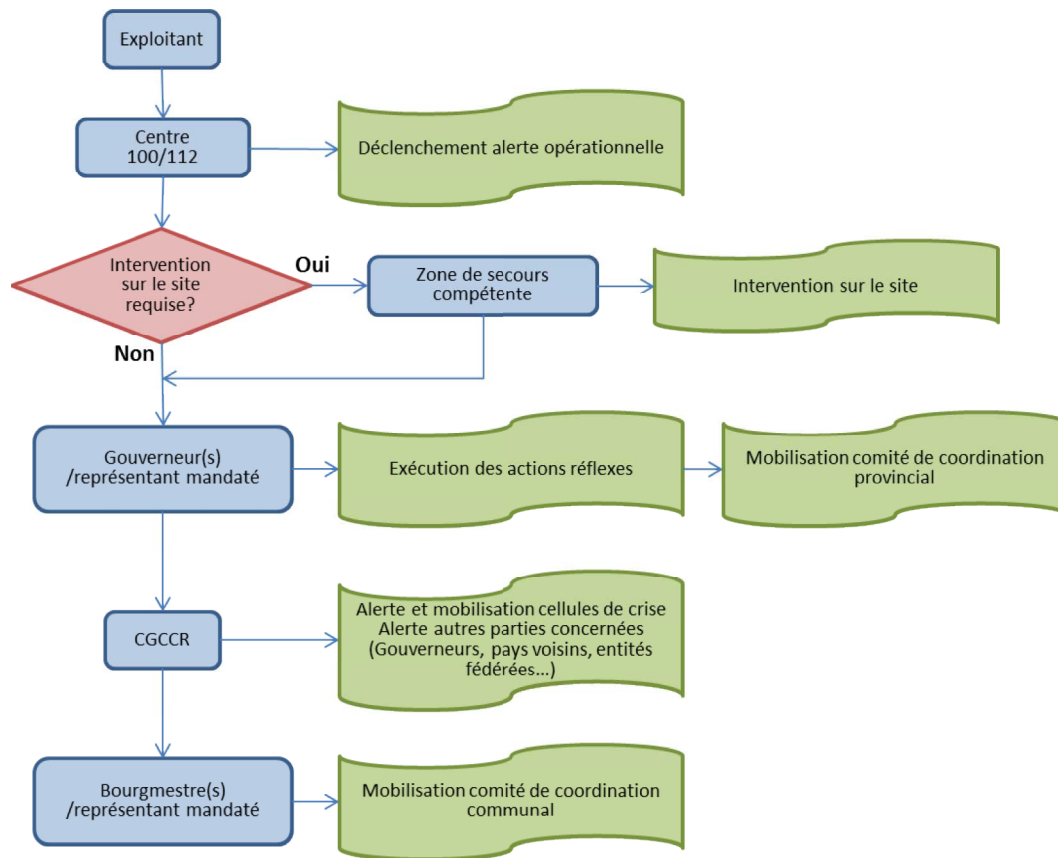 Exploitant
Centre
100/112
Déclenchement alerte opérationnelle
Intervention
sur le site
requise?
Oui
Zone de secours
compétente
Intervention sur le site
Non
Gouverneur(s)
/représentant mandaté
Exécution des actions réflexes
Mobilisation comité de coordination
provincial
CGCCR
Alerte et mobilisation cellules de crise
Alerte autres parties concernées
(Gouverneurs, pays voisins, entités
fédérées...)
Bourgmestre(s)
/représentant mandaté
Mobilisation comité de coordination
communal